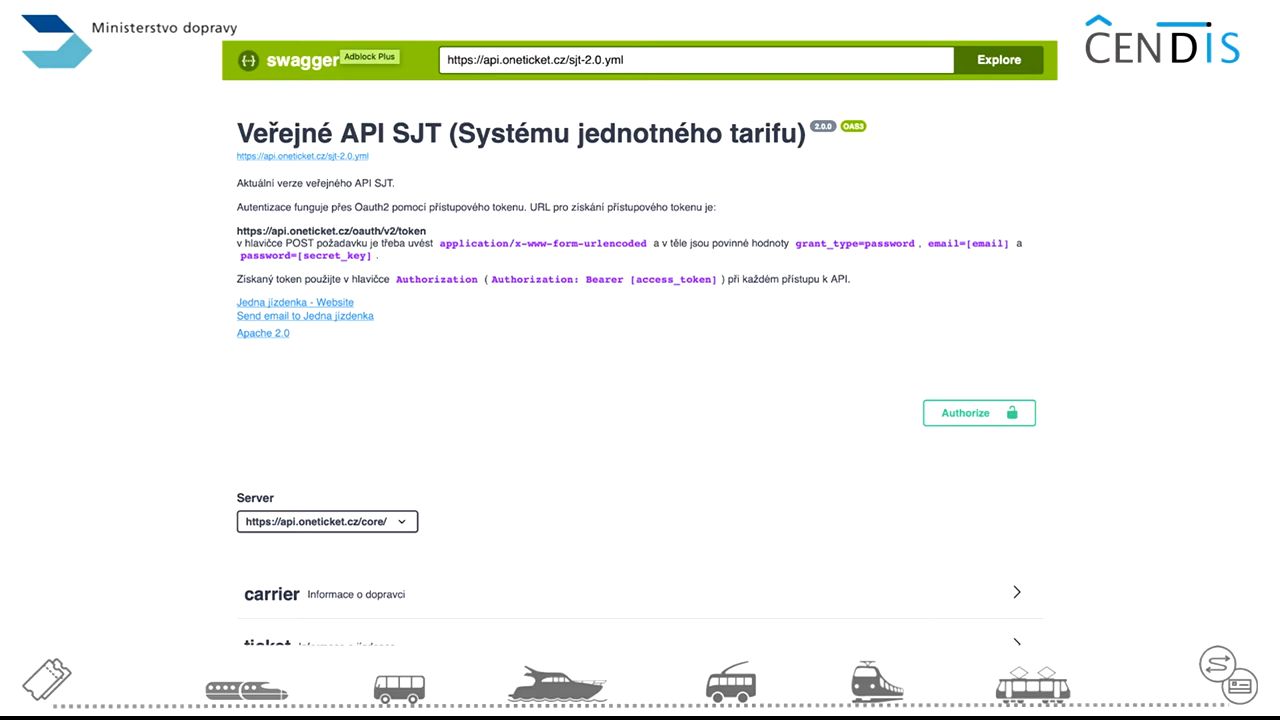 Ministerstvo dopravy
CENDIS
swagger
Adblock Plus
https://api.oneticket.cz/sjt-2.0.yml
Explore
Veřejné API SJT (Systému jednotného tarifu) 2.0.0 OAS3
https://api.oneticket.cz/sjt-2.0.yml
Aktuální verze veřejného API SJT.
Autentizace funguje přes Oauth2 pomocí přístupového tokenu. URL pro získání přístupového tokenu je:
https://api.oneticket.cz/oauth/v2/token
v hlavičce POST požadavku je třeba uvést application/x-www-form-urlencoded a v těle jsou povinné hodnoty grant_type=password , email=[email] a
password=[secret_key] .
Získaný token použijte v hlavičce Authorization ( Authorization: Bearer [access_token] ) při každém přístupu k API.
Jedna jízdenka - Website
Send email to Jedna jízdenka
Apache 2.0
Authorize
Server
https://api.oneticket.cz/core/
carrier Informace o dopravci
ticket Informace o jízdence